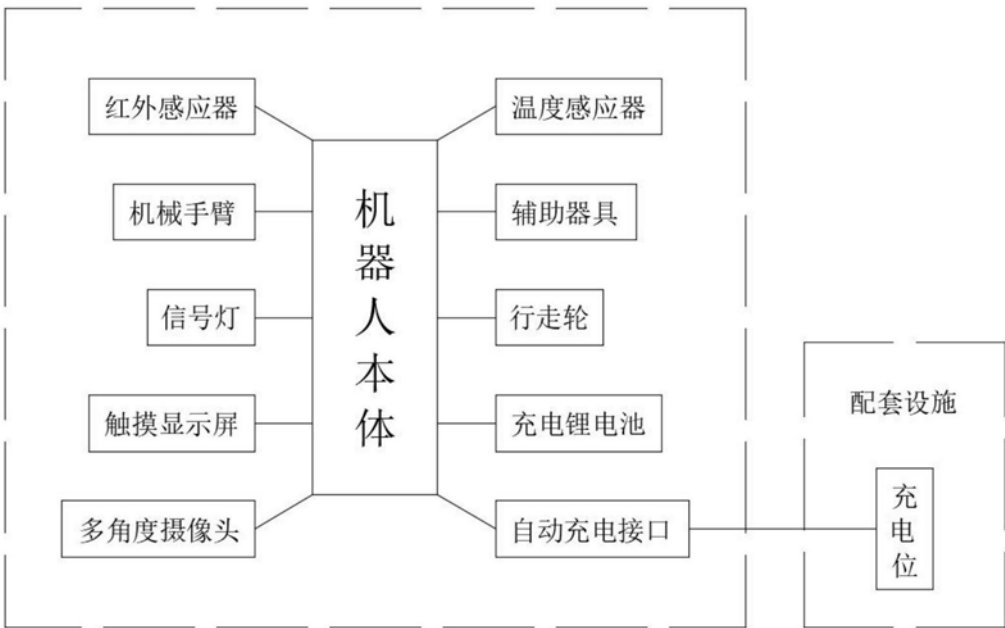 红外感应器
温度感应器
机械手臂
辅助器具
信号灯
行走轮
触摸显示屏
充电锂电池
多角度摄像头
自动充电接口
机器人本体
配套设施
充电位